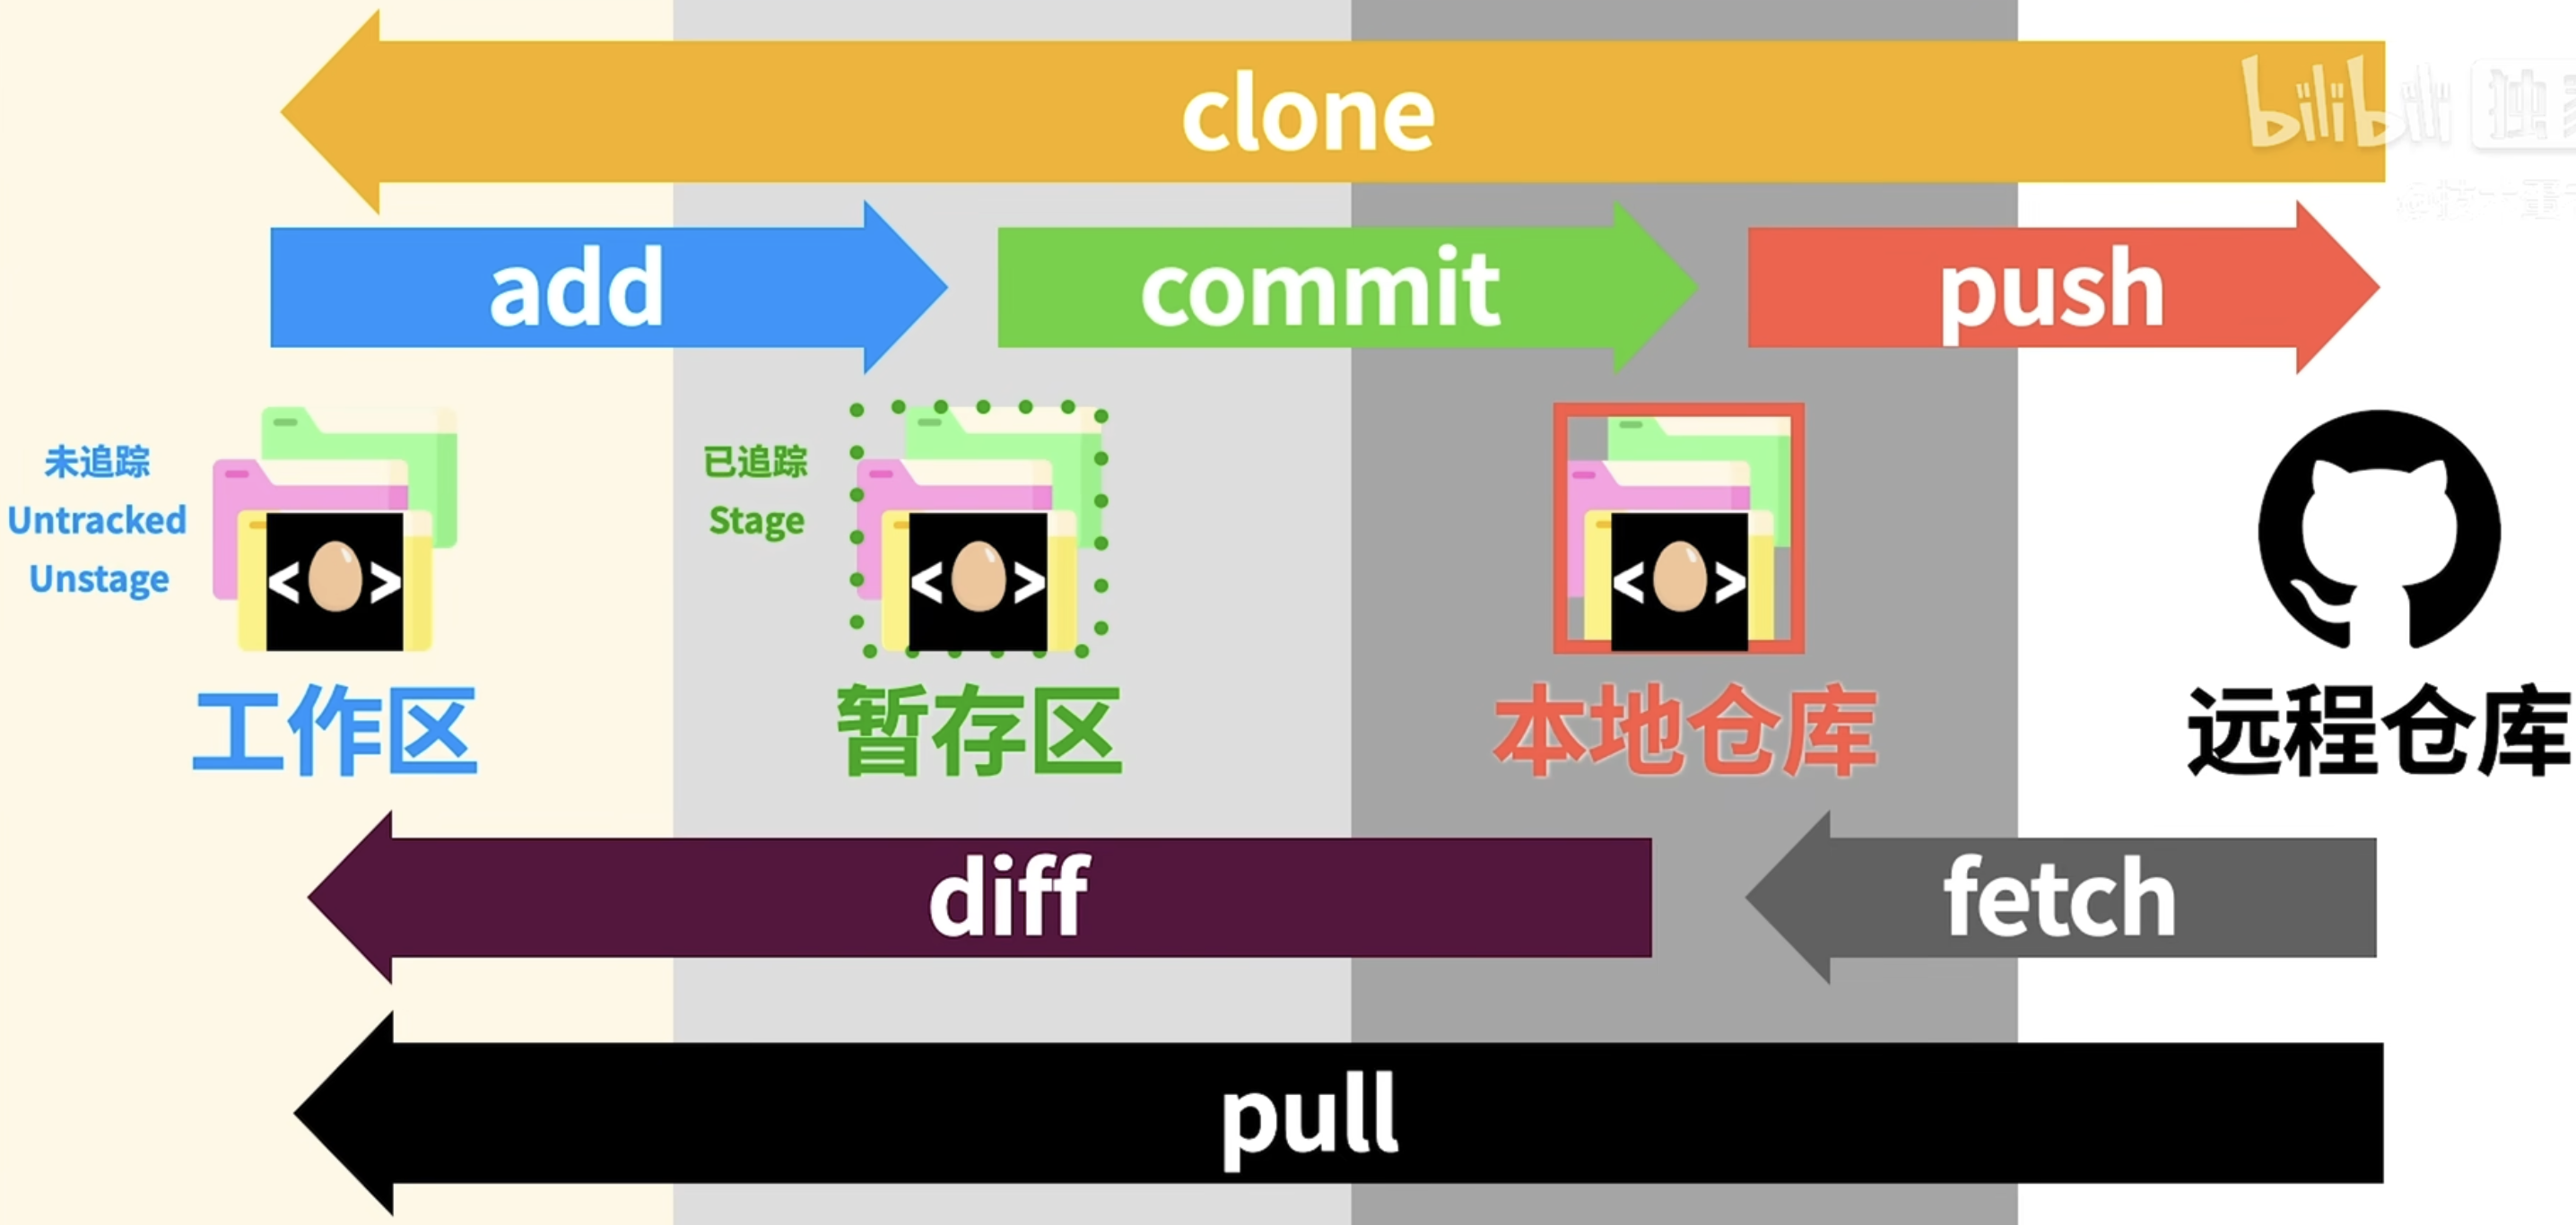 clone
bilibili 独
add
commit
push
未追踪
Untracked
Unstage
已追踪
Stage
< >
< >
< >
工作区
暂存区
本地仓库
远程仓库
diff
fetch
pull